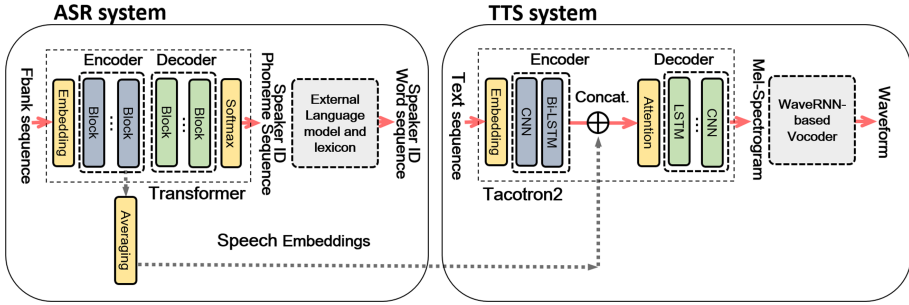 ASR system
TTS system
Fbank sequence
Embedding
Encoder
Block
...
Block
Decoder
Block
...
Block
Softmax
Transformer
Speaker ID
Phoneme Sequence
External
Language
model and
lexicon
Speaker ID
Word sequence
Averaging
Speech Embeddings
Text sequence
Embedding
Encoder
CNN
Bi-LSTM
Concat.
Attention
Decoder
LSTM
...
CNN
Tacotron2
Mel-Spectrogram
WaveRNN-
based
Vocoder
Waveform